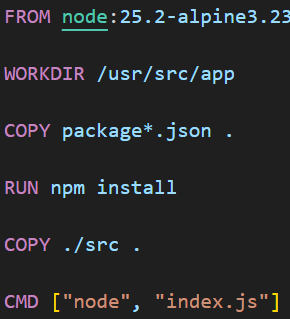 FROM node:25.2-alpine3.23
WORKDIR /usr/src/app
COPY package*.json .
RUN npm install
COPY ./src .
CMD ["node", "index.js"]